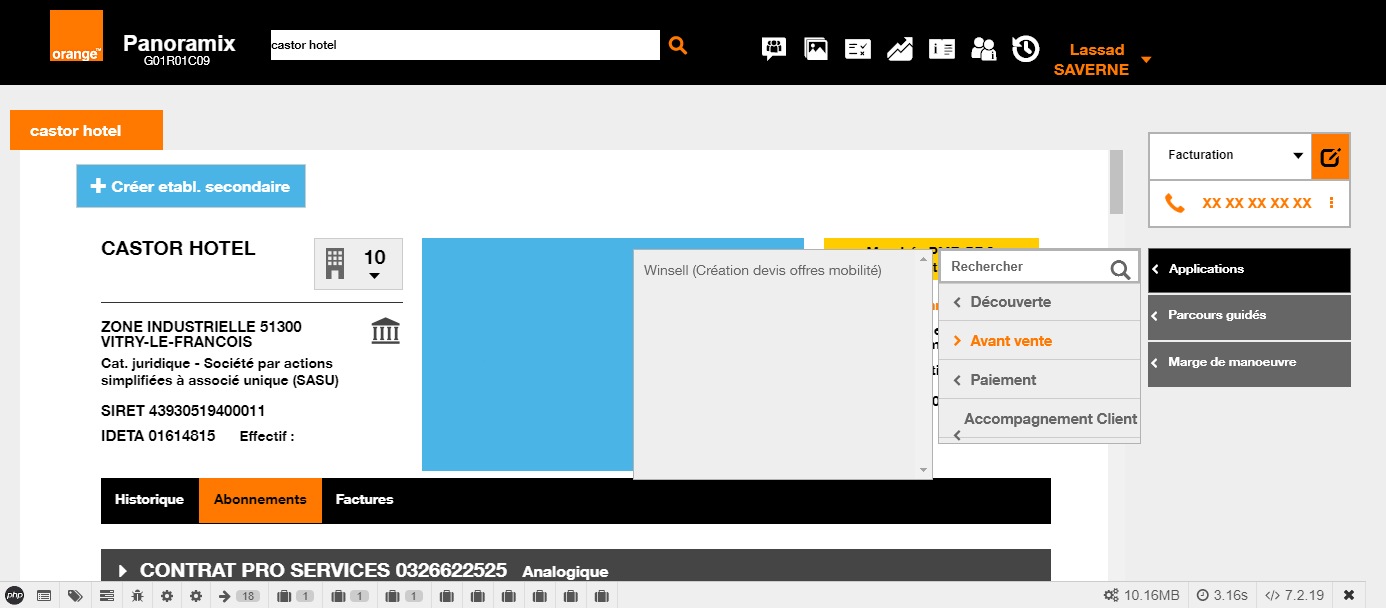 orange™
Panoramix
G01R01C09
castor hotel
Lassad
SAVERNE
castor hotel
Créer etabl. secondaire
CASTOR HOTEL
10
ZONE INDUSTRIELLE 51300
VITRY-LE-FRANCOIS
Cat. juridique - Société par actions
simplifiées à associé unique (SASU)
SIRET 43930519400011
IDETA 01614815 Effectif :
Winsell (Création devis offres mobilité)
Rechercher
Découverte
Avant vente
Paiement
Accompagnement Client
Facturation
XX XX XX XX XX
Applications
Parcours guidés
Marge de manoeuvre
Historique Abonnements Factures
CONTRAT PRO SERVICES 0326622525 Analogique
php 18 1 1 1 10.16MB 3.16s 7.2.19